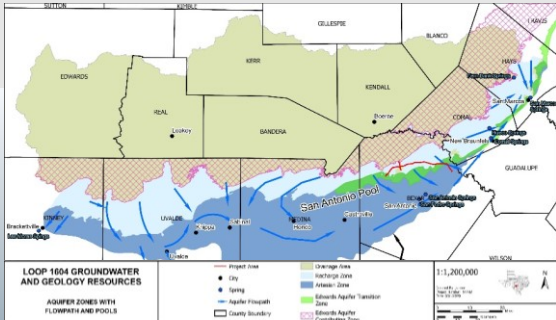 SUTTON
KIMBLE
GILLESPIE
BLANCO
TRAVIS
KERR
HAYS
EDWARDS
KENDALL
REAL
San Marcos
Boerne
COMAL
Leakey
BANDERA
New Braunfels
GUADALUPE
San Antonio Pool
San Antonio
KINNEY
Brackettville
UVALDE
Sabinal
MEDINA
Castroville
Knippa
Hondo
Uvalde
WILSON
LOOP 1604 GROUNDWATER
AND GEOLOGY RESOURCES
AQUIFER ZONES WITH
FLOWPATH AND POOLS
Project Area
City
Spring
Aquifer Flowpath
County Boundary
Drainage Area
Recharge Zone
Artesian Zone
Edwards Aquifer Transition
Zone
Edwards Aquifer
1:1,200,000